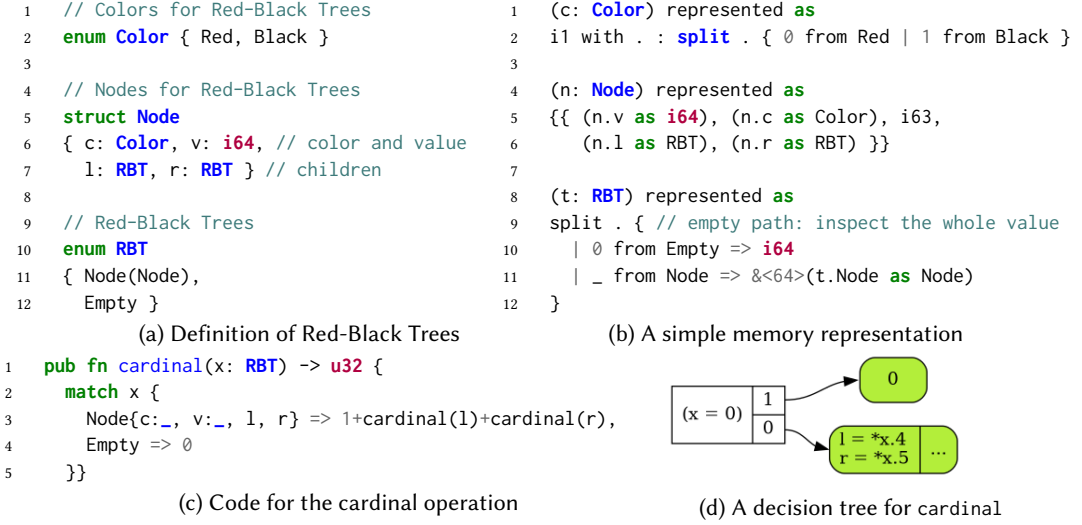 1 // Colors for Red-Black Trees
2 enum Color { Red, Black }
3
4 // Nodes for Red-Black Trees
5 struct Node
6 { c: Color, v: i64, // color and value
7 l: RBT, r: RBT } // children
8
9 // Red-Black Trees
10 enum RBT
11 { Node(Node),
12 Empty }
(a) Definition of Red-Black Trees
1 (c: Color) represented as
2 i1 with . : split . { 0 from Red | 1 from Black }
3
4 (n: Node) represented as
5 {{ (n.v as i64), (n.c as Color), i63,
6 (n.l as RBT), (n.r as RBT) }}
7
8 (t: RBT) represented as
9 split . { // empty path: inspect the whole value
10 | 0 from Empty => i64
11 | _ from Node => &<64>(t.Node as Node)
12 }
(b) A simple memory representation
1 pub fn cardinal(x: RBT) -> u32 {
2 match x {
3 Node{c:_, v:_, l, r} => 1+cardinal(l)+cardinal(r),
4 Empty => 0
5 }}
(c) Code for the cardinal operation
(x = 0)
1
0
0
l = *x.4
r = *x.5
...
(d) A decision tree for cardinal